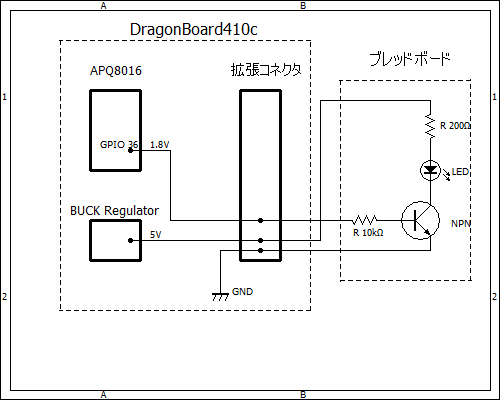 A
B
DragonBoard410c
ブレッドボード
APQ8016
拡張コネクタ
1
1
R 200Ω
GPIO 36
1.8V
LED
BUCK Regulator
NPN
5V
R 10kΩ
GND
2
2
A
B